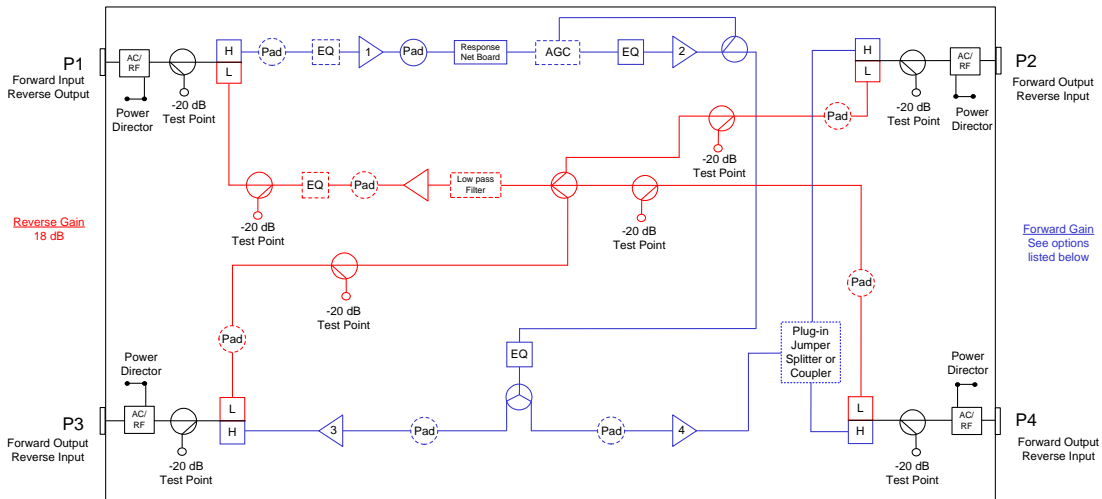 P1
Forward Input
Reverse Output
AC/
RF
Power
Director
-20 dB
Test Point
H
L
Pad
EQ
1
Pad
Response
Net Board
AGC
EQ
2
H
L
-20 dB
Test Point
AC/
RF
Power
Director
P2
Forward Output
Reverse Input
Pad
-20 dB
Test Point
-20 dB
Test Point
EQ
Pad
Low pass
Filter
-20 dB
Test Point
Reverse Gain
18 dB
Forward Gain
See options
listed below
-20 dB
Test Point
Pad
Pad
EQ
Plug-in
Jumper
Splitter or
Coupler
Power
Director
P3
Forward Output
Reverse Input
AC/
RF
-20 dB
Test Point
L
H
3
Pad
Pad
4
L
H
-20 dB
Test Point
Power
Director
AC/
RF
P4
Forward Output
Reverse Input